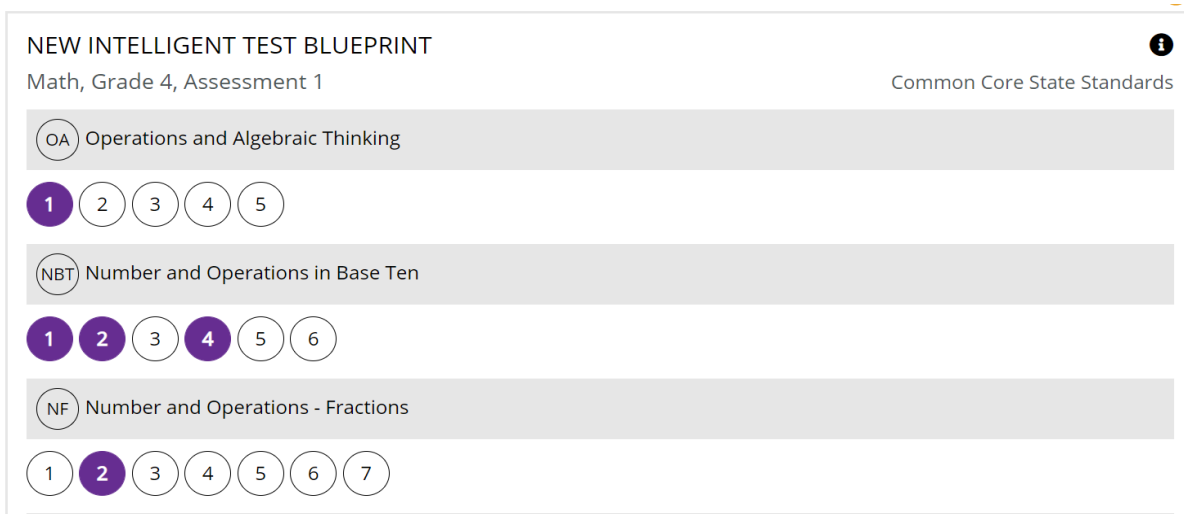 NEW INTELLIGENT TEST BLUEPRINT
Math, Grade 4, Assessment 1 Common Core State Standards
OA Operations and Algebraic Thinking
1 2 3 4 5
NBT Number and Operations in Base Ten
1 2 3 4 5 6
NF Number and Operations - Fractions
1 2 3 4 5 6 7